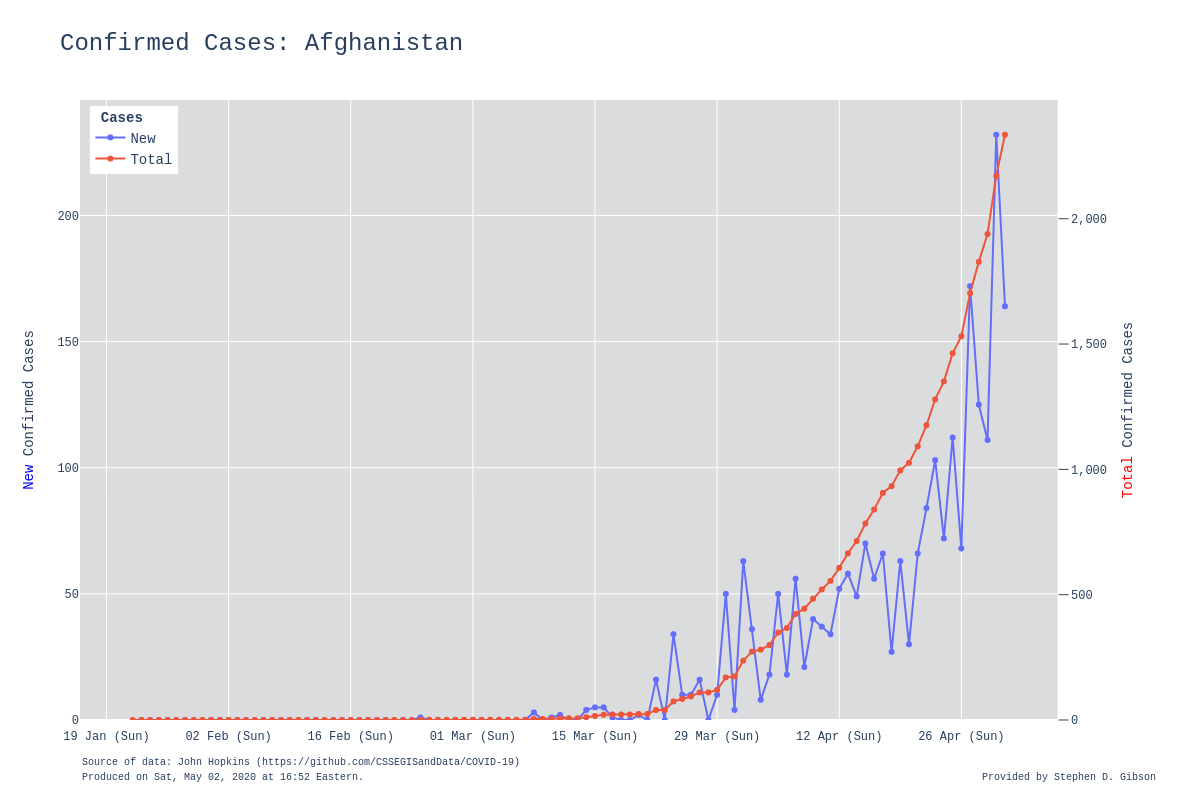 Confirmed Cases: Afghanistan
Cases
New
Total
200
150
100
50
0
2,000
1,500
1,000
500
0
New Confirmed Cases
Total Confirmed Cases
19 Jan (Sun) 02 Feb (Sun) 16 Feb (Sun) 01 Mar (Sun) 15 Mar (Sun) 29 Mar (Sun) 12 Apr (Sun) 26 Apr (Sun)
Source of data: John Hopkins (https://github.com/CSSEGISandData/COVID-19)
Produced on Sat, May 02, 2020 at 16:52 Eastern.
Provided by Stephen D. Gibson